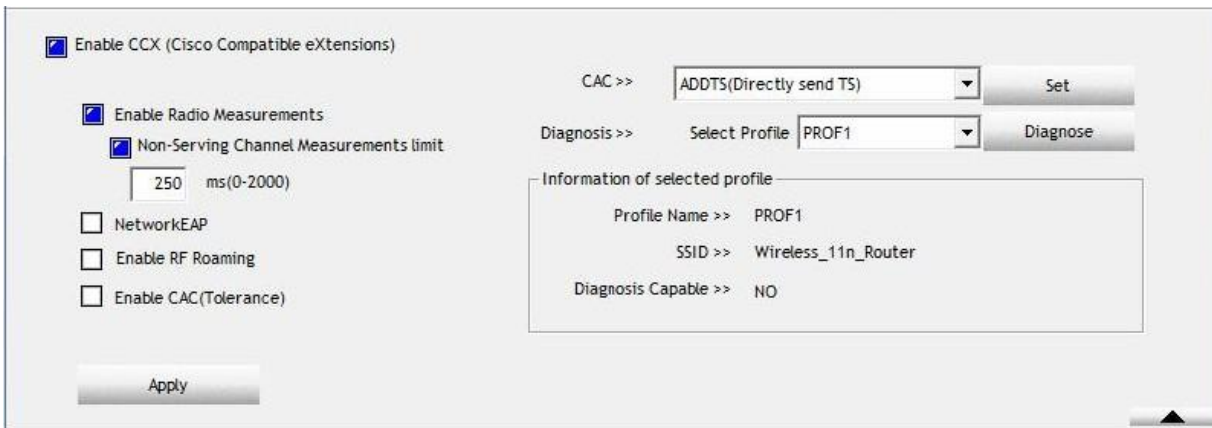 Enable CCX (Cisco Compatible eXtensions)
CAC >> ADDTS(Directly send TS) Set
Enable Radio Measurements
Diagnosis >> Select Profile PROF1 Diagnose
Non-Serving Channel Measurements limit
250 ms(0-2000)
Information of selected profile
Profile Name >> PROF1
NetworkEAP
SSID >> Wireless_11n_Router
Enable RF Roaming
Diagnosis Capable >> NO
Enable CAC(Tolerance)
Apply